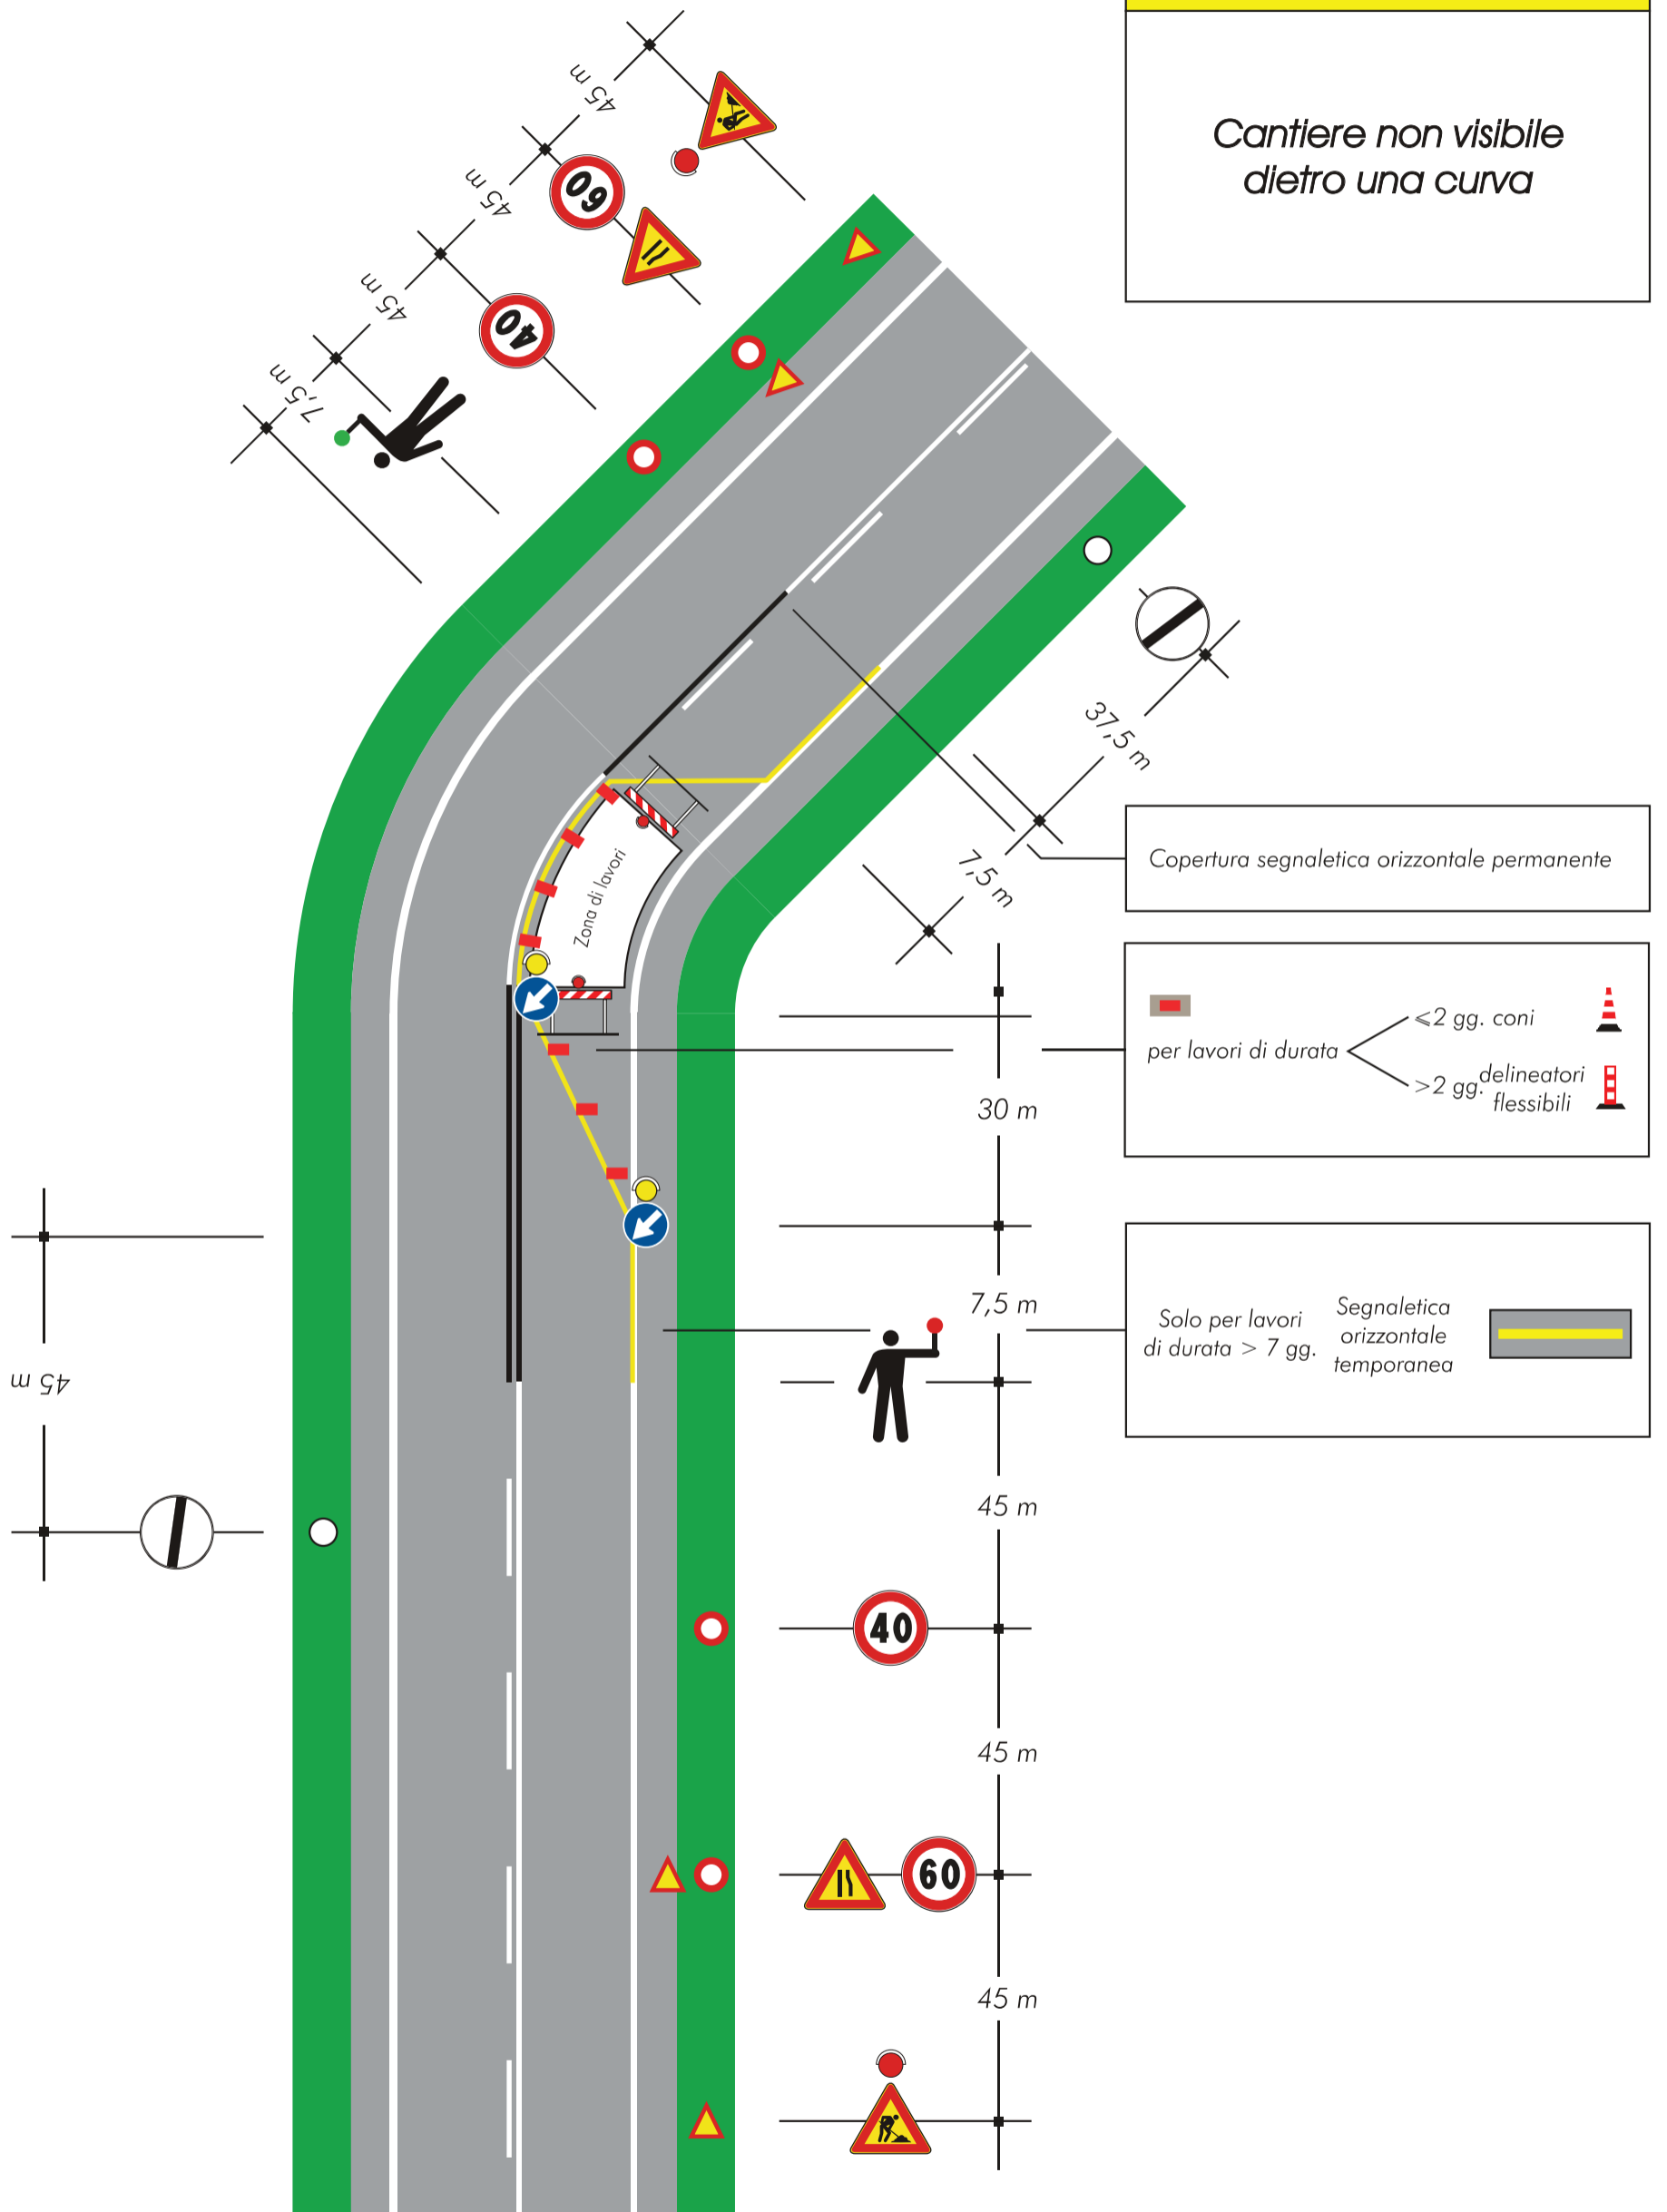 Cantiere non visibile
dietro una curva
45 m
60
45 m
40
45 m
7,5 m
37,5 m
Copertura segnaletica orizzontale permanente
7,5 m
Zona di lavori
⩽2 gg. coni
per lavori di durata
>2 gg. delineatori
flessibili
30 m
7,5 m
Solo per lavori
di durata > 7 gg.
Segnaletica
orizzontale
temporanea
45 m
45 m
40
45 m
60
45 m